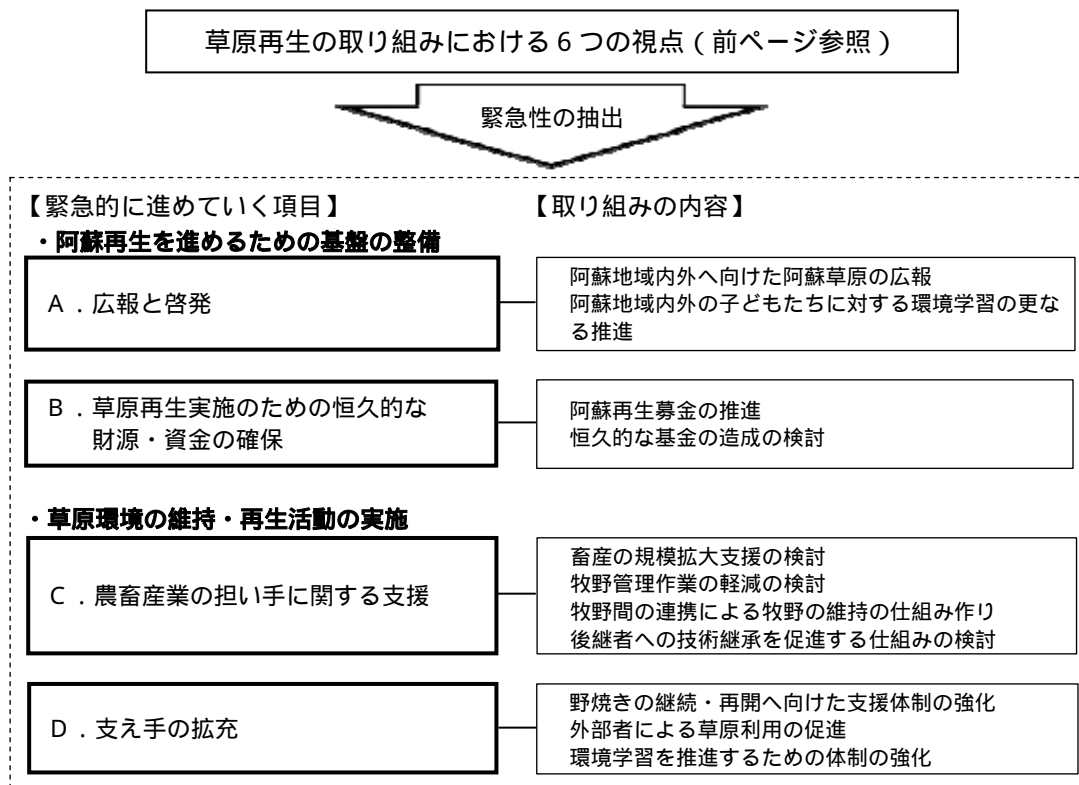 草原再生の取り組みにおける6つの視点(前ページ参照)
緊急性の抽出
【緊急的に進めていく項目】
【取り組みの内容】
・阿蘇再生を進めるための基盤の整備
A.広報と啓発
阿蘇地域内外へ向けた阿蘇草原の広報
阿蘇地域内外の子どもたちに対する環境学習の更な
る推進
B.草原再生実施のための恒久的な
財源・資金の確保
阿蘇再生募金の推進
恒久的な基金の造成の検討
・草原環境の維持・再生活動の実施
C.農畜産業の担い手に関する支援
畜産の規模拡大支援の検討
牧野管理作業の軽減の検討
牧野間の連携による牧野の維持の仕組み作り
後継者への技術継承を促進する仕組みの検討
D.支え手の拡充
野焼きの継続・再開へ向けた支援体制の強化
外部者による草原利用の促進
環境学習を推進するための体制の強化